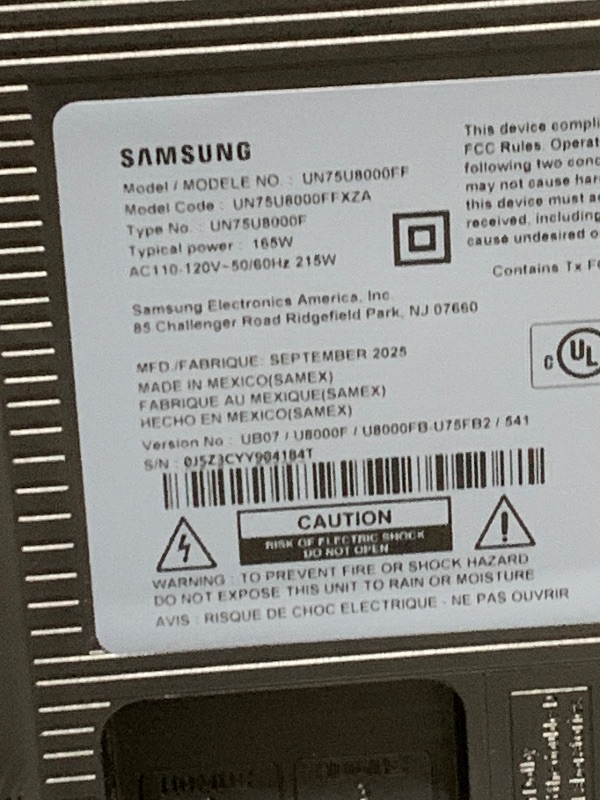 SAMSUNG
Model / MODELE NO. : UN75U8000FF
Model Code : UN75U8000FFXZA
Type No. : UN75U8000F
Typical power : 165W
AC110-120V~50/60Hz 215W
This device compli
FCC Rules. Operat
following two cond
may not cause har
this device must a
received, including
cause undesired o
Contains Tx F
Samsung Electronics America, Inc.
85 Challenger Road Ridgefield Park, NJ 07660
MFD./FABRIQUE: SEPTEMBER 2025
MADE IN MEXICO(SAMEX)
FABRIQUE AU MEXIQUE(SAMEX)
HECHO EN MEXICO(SAMEX)
c UL
Version No : UB07 / U8000F / U8000FB-U75FB2 / 541
S/N : 0J5Z3CYY904184T
CAUTION
RISK OF ELECTRIC SHOCK
DO NOT OPEN
WARNING : TO PREVENT FIRE OR SHOCK HAZARD
DO NOT EXPOSE THIS UNIT TO RAIN OR MOISTURE
AVIS : RISQUE DE CHOC ELECTRIQUE - NE PAS OUVRIR